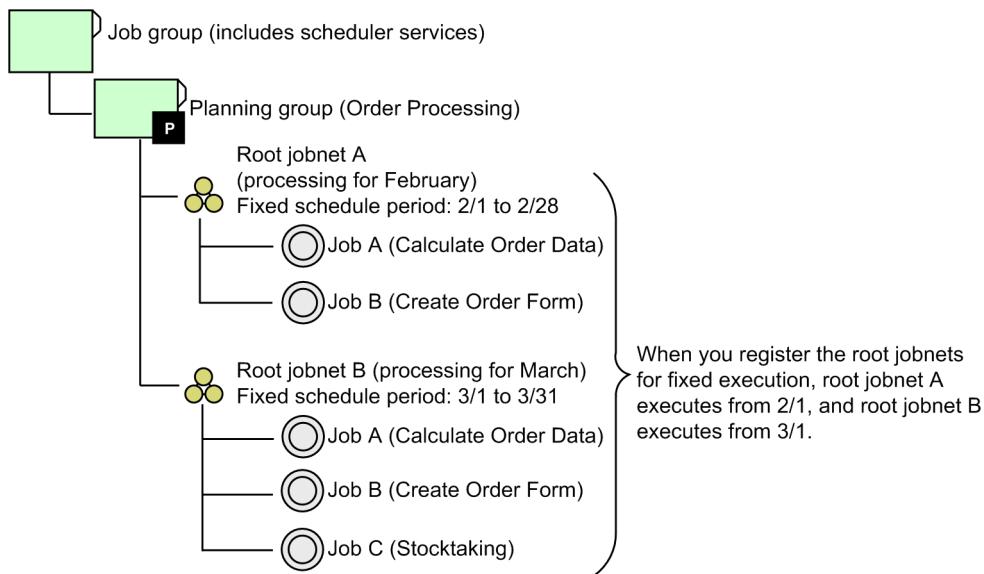 Job group (includes scheduler services)
Planning group (Order Processing)
P
Root jobnet A
(processing for February)
Fixed schedule period: 2/1 to 2/28
Job A (Calculate Order Data)
Job B (Create Order Form)
Root jobnet B (processing for March)
Fixed schedule period: 3/1 to 3/31
Job A (Calculate Order Data)
Job B (Create Order Form)
Job C (Stocktaking)
When you register the root jobnets
for fixed execution, root jobnet A
executes from 2/1, and root jobnet B
executes from 3/1.